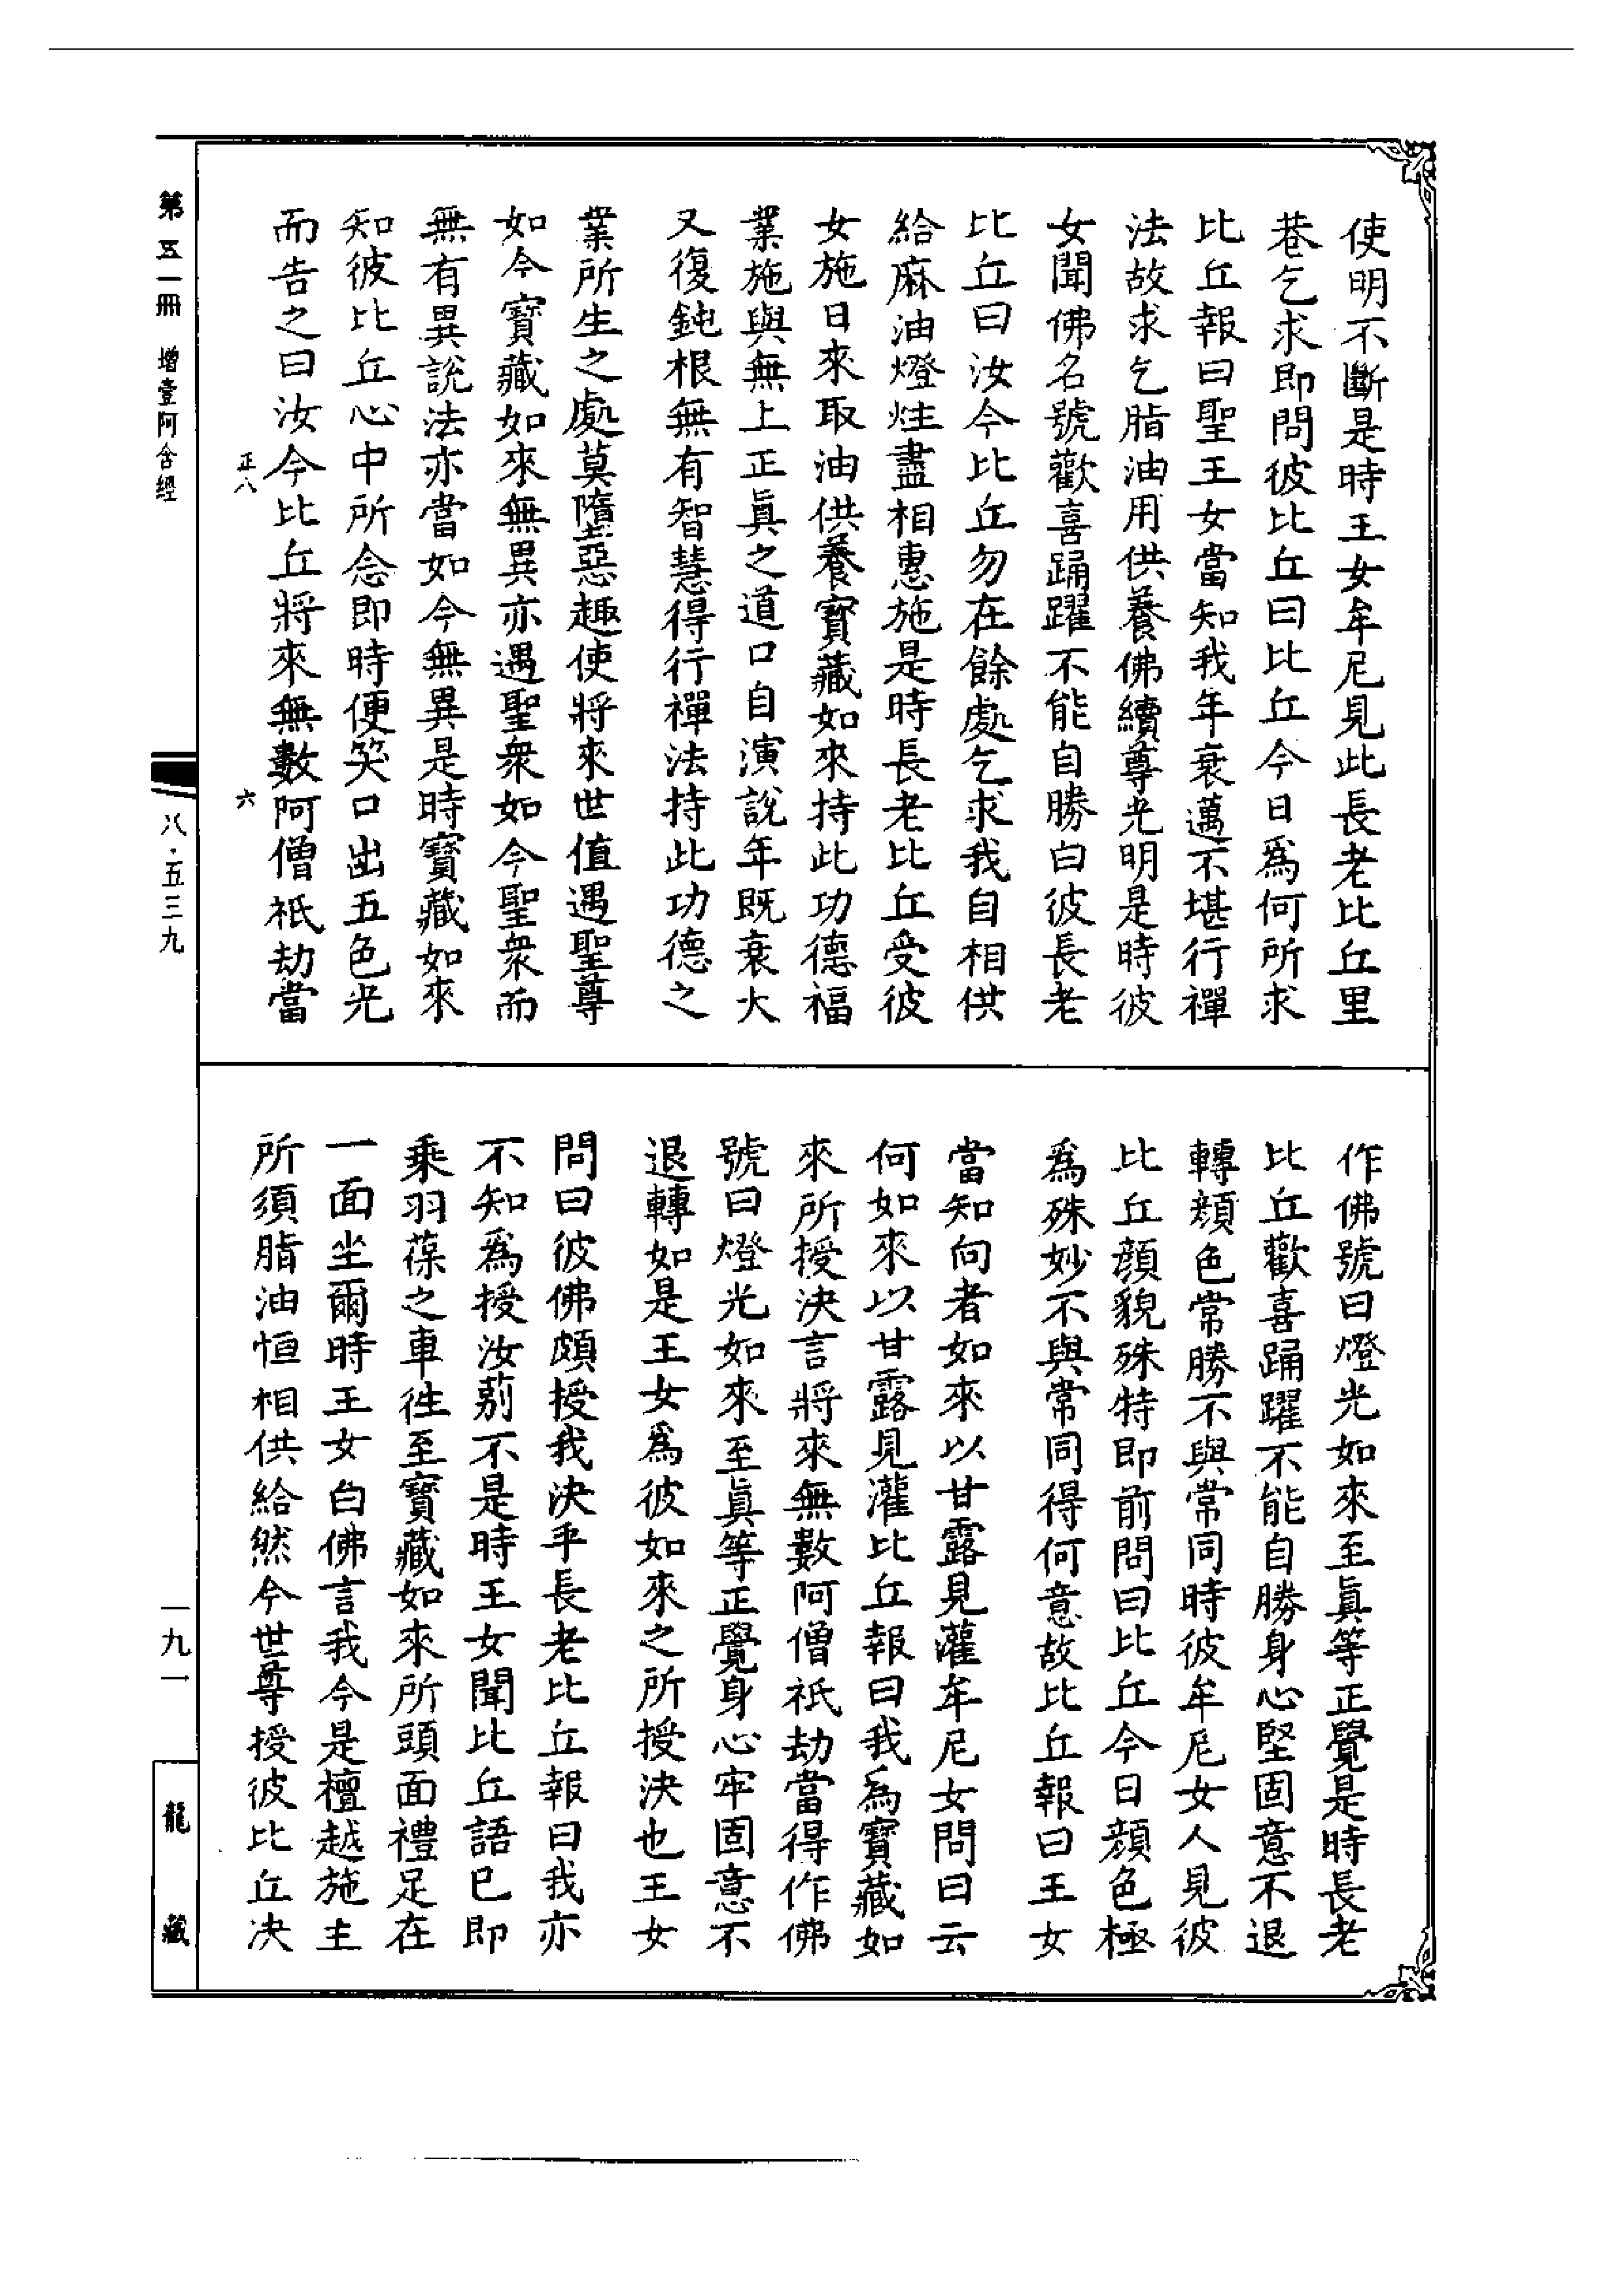 使明不斷是時王女牟尼見此長老比丘里
巷乞求即問彼比丘曰比丘今日為何所求
比丘報曰聖王女當知我年衰邁不堪行禪
法故求乞脂油用供養佛續尊光明是時彼
女聞佛名號歡喜踊躍不能自勝白彼長老
比丘曰汝今比丘勿在餘處乞求我自相供
給麻油燈炷盡相惠施是時長老比丘受彼
女施日來取油供養寶藏如來持此功德福
業施與無上正真之道口自演說年既衰大
又復鈍根無有智慧得行禪法持此功德之
業所生之處莫墮惡趣使將來世值遇聖尊
如今寶藏如來無異亦遇聖眾如今聖眾而
無有異說法亦當如今無異是時寶藏如來
知彼比丘心中所念即時便笑口出五色光
而告之曰汝今比丘將來無數阿僧祇劫當
正八 六
作佛號曰燈光如來至真等正覺是時長老
比丘歡喜踊躍不能自勝身心堅固意不退
轉顏色常勝不與常同時彼牟尼女人見彼
比丘顏貌殊特即前問曰比丘今日顏色極
為殊妙不與常同得何意故比丘報曰王女
當知向者如來以甘露見灌牟尼女問曰云
何如來以甘露見灌比丘報曰我為寶藏如
來所授決言將來無數阿僧祇劫當得作佛
號曰燈光如來至真等正覺身心牢固意不
退轉如是王女為彼如來之所授決也王女
問曰彼佛頗授我決乎長老比丘報曰我亦
不知為授汝莂不是時王女聞比丘語已即
乘羽葆之車往至寶藏如來所頭面禮足在
一面坐爾時王女白佛言我今是檀越施主
所須脂油恒相供給然今世尊授彼比丘決
第五一冊 增壹阿含經
八·五三九
一九一
龍藏